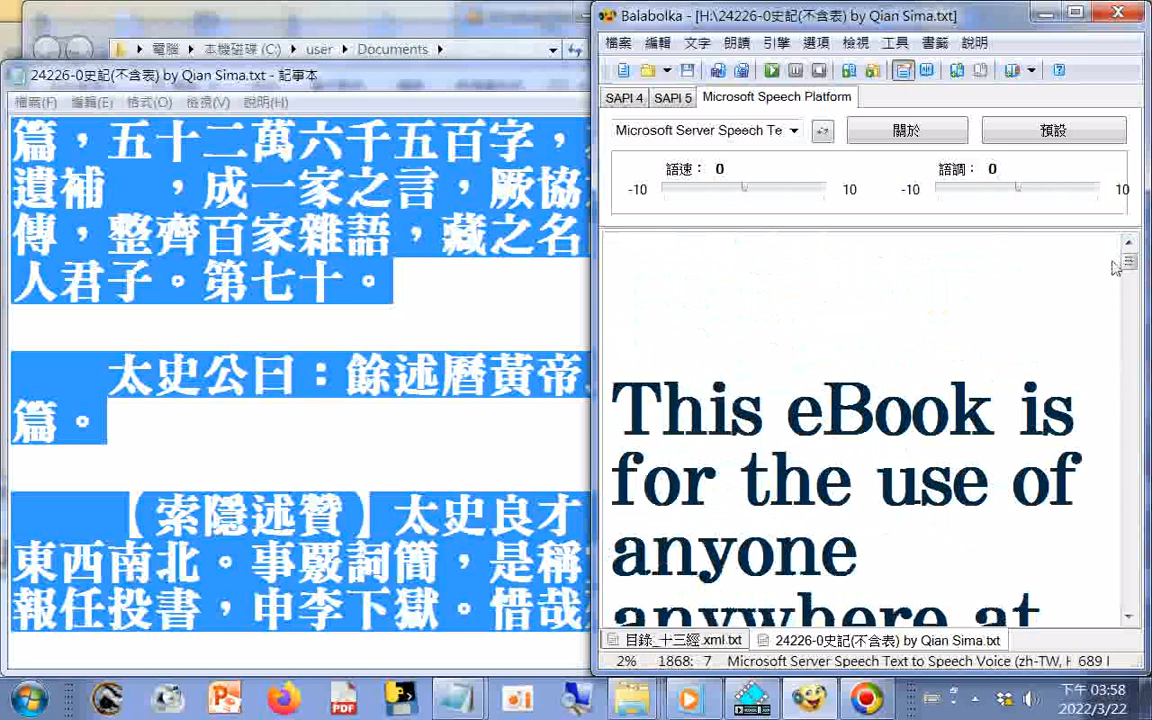 電腦
本機磁碟 (C:)
user
Documents
24226-0史記(不含表) by Qian Sima.txt - 記事本
檔案(F) 編輯(E) 格式(O) 檢視(V) 說明(H)
篇，五十二萬六千五百字，
遺補　，成一家之言，厥協
傳，整齊百家雜語，藏之名
人君子。第七十。
太史公曰：餘述曆黃帝
篇。
【索隱述贊】太史良才
東西南北。事覈詞簡，是稱
報任投書，申李下獄。惜哉
Balabolka - [H:\24226-0史記(不含表) by Qian Sima.txt]
檔案 編輯 文字 朗讀 引擎 選項 檢視 工具 書籤 說明
SAPI 4 SAPI 5 Microsoft Speech Platform
Microsoft Server Speech Te 關於 預設
語速： 0 語調： 0
-10 10 -10 10
This eBook is
for the use of
anyone
anywhere at
目錄_十三經.xml.txt 24226-0史記(不含表) by Qian Sima.txt
2% 1868: 7 Microsoft Server Speech Text to Speech Voice (zh-TW, H 689
PDF
下午 03:58
2022/3/22